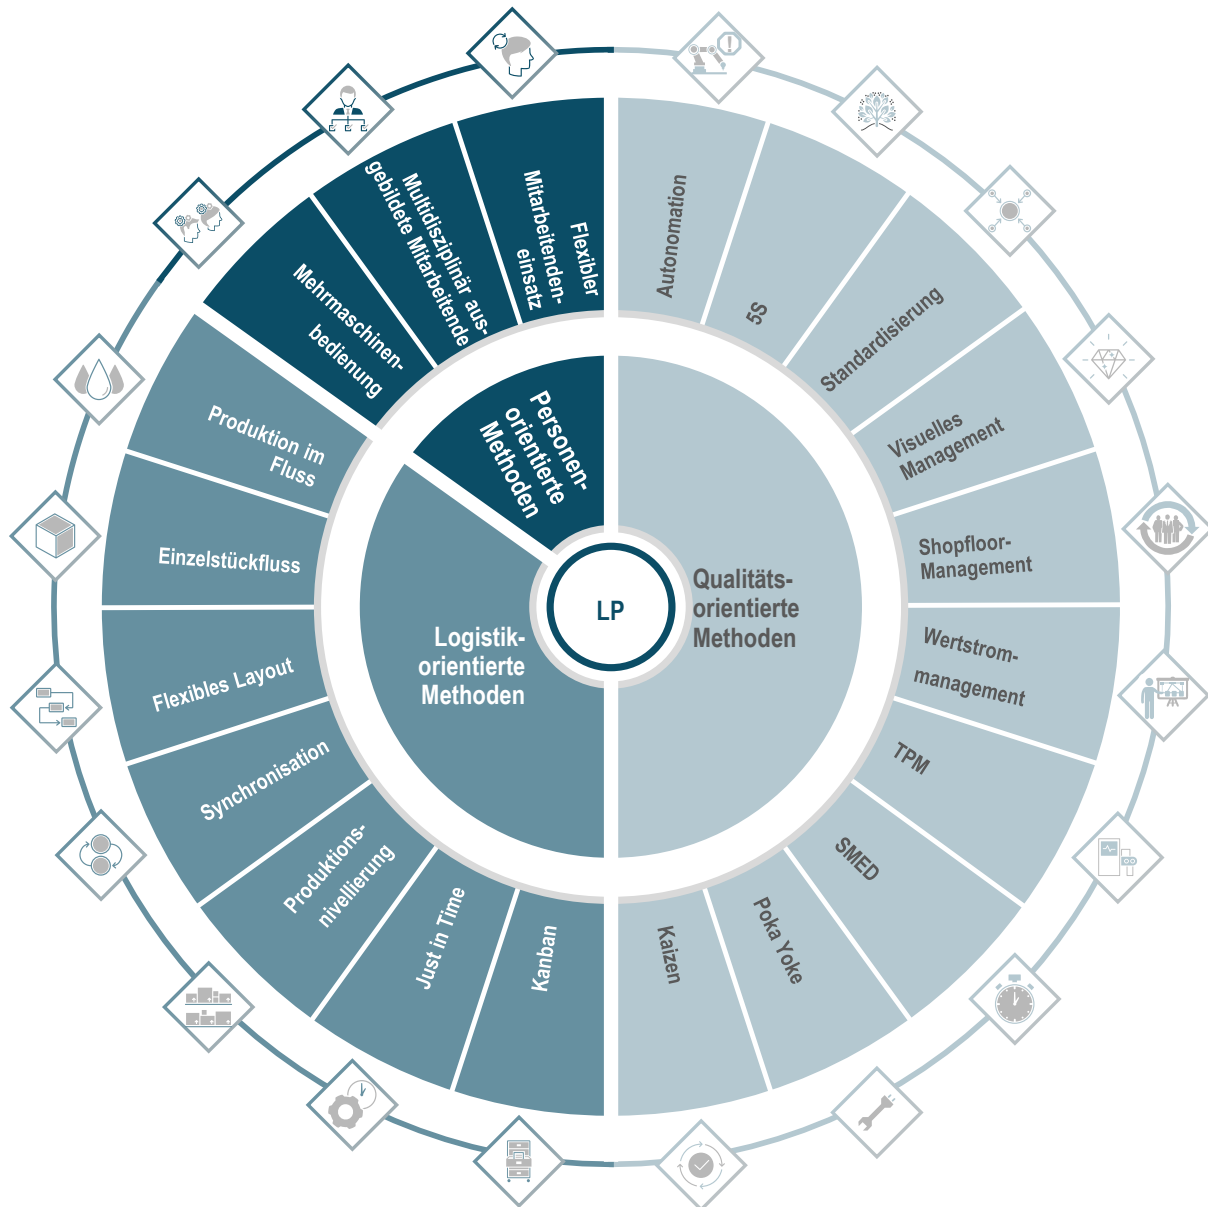 LP
Personen-
orientierte
Methoden
Qualitäts-
orientierte
Methoden
Logistik-
orientierte
Methoden
Autonomation
5S
Standardisierung
Visuelles
Management
Shopfloor-
Management
Wertstrom-
management
TPM
SMED
Poka Yoke
Kaizen
Kanban
Just in Time
Produktions-
nivellierung
Synchronisation
Flexibles Layout
Einzelstückfluss
Produktion im
Fluss
Mehrmaschinen-
bedienung
Multidisziplinär aus-
gebildete Mitarbeitende
Flexibler
Mitarbeitenden-
einsatz